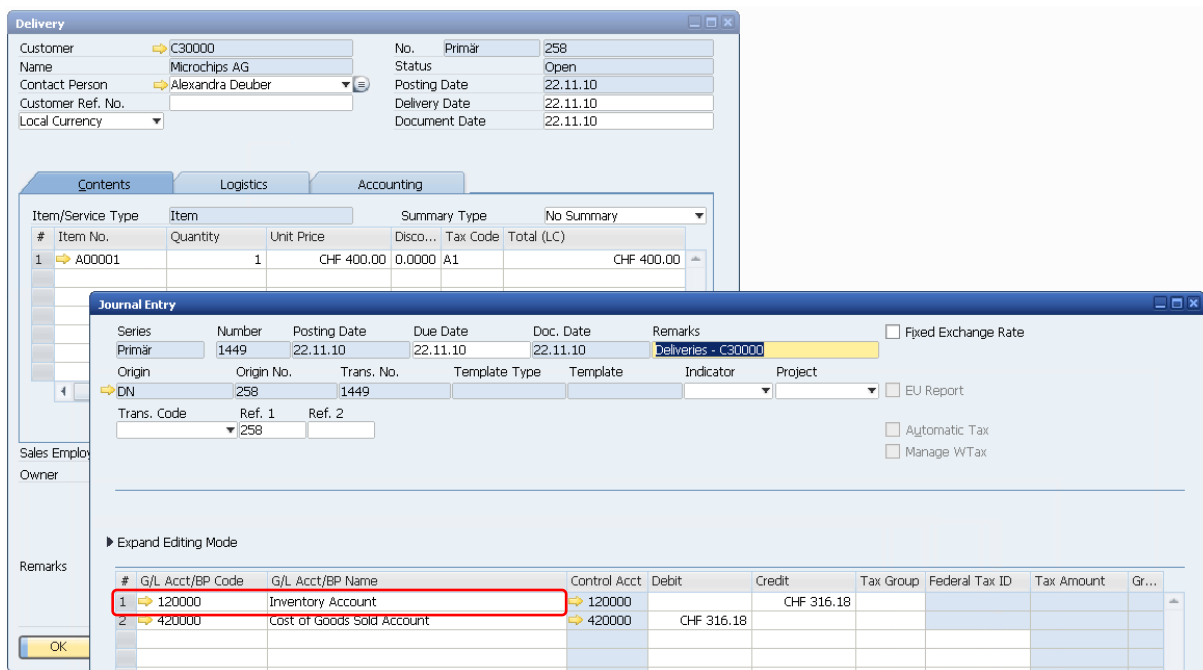 Delivery
Customer C30000 No. Primär 258
Name Microchips AG Status Open
Contact Person Alexandra Deuber Posting Date 22.11.10
Customer Ref. No. Delivery Date 22.11.10
Local Currency Document Date 22.11.10
Contents Logistics Accounting
Item/Service Type Item Summary Type No Summary
# Item No. Quantity Unit Price Disco... Tax Code Total (LC)
1 A00001 1 CHF 400.00 0.0000 A1 CHF 400.00
Journal Entry
Series Number Posting Date Due Date Doc. Date Remarks Fixed Exchange Rate
Primär 1449 22.11.10 22.11.10 22.11.10 Deliveries - C30000
Origin Origin No. Trans. No. Template Type Template Indicator Project
DN 258 1449 EU Report
Trans. Code Ref. 1 Ref. 2
258 Automatic Tax
Sales Employ Manage WTax
Owner
Expand Editing Mode
Remarks
# G/L Acct/BP Code G/L Acct/BP Name Control Acct Debit Credit Tax Group Federal Tax ID Tax Amount Gr...
1 120000 Inventory Account 120000 CHF 316.18
2 420000 Cost of Goods Sold Account 420000 CHF 316.18
OK